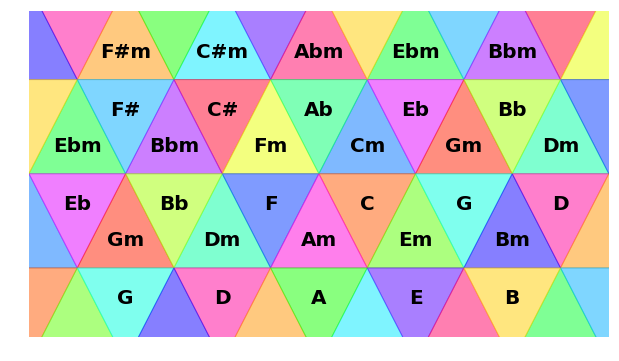 F#m C#m Abm Ebm Bbm
F# C# Ab Eb Bb
Ebm Bbm Fm Cm Gm Dm
Eb Bb F C G D
Gm Dm Am Em Bm
G D A E B